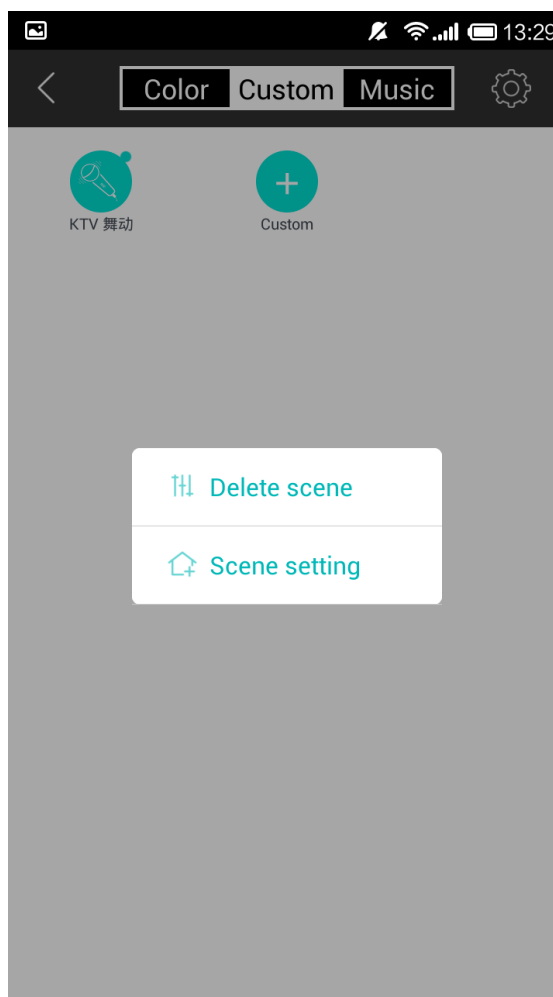 13:29
Color Custom Music
KTV 舞动
Custom
Delete scene
Scene setting